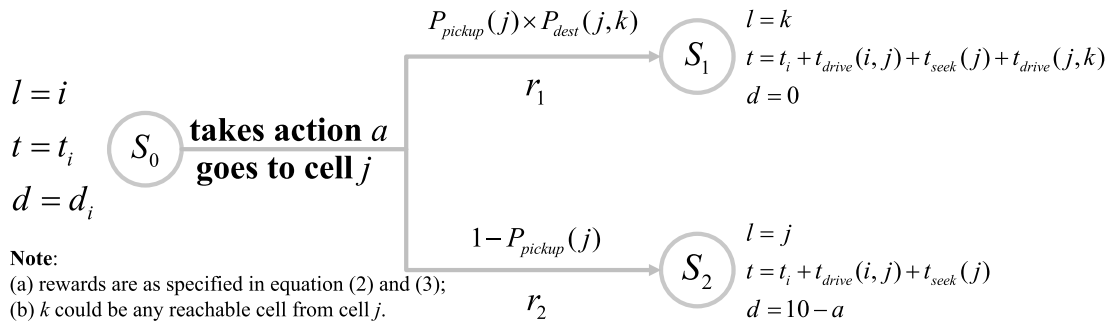 l = i
t = t_i
d = d_i
S_0
takes action a
goes to cell j
P_pickup(j)×P_dest(j,k)
r_1
S_1
l = k
t = t_i + t_drive(i, j) + t_seek(j) + t_drive(j,k)
d = 0
1−P_pickup(j)
r_2
S_2
l = j
t = t_i + t_drive(i, j) + t_seek(j)
d = 10 − a
Note:
(a) rewards are as specified in equation (2) and (3);
(b) k could be any reachable cell from cell j.